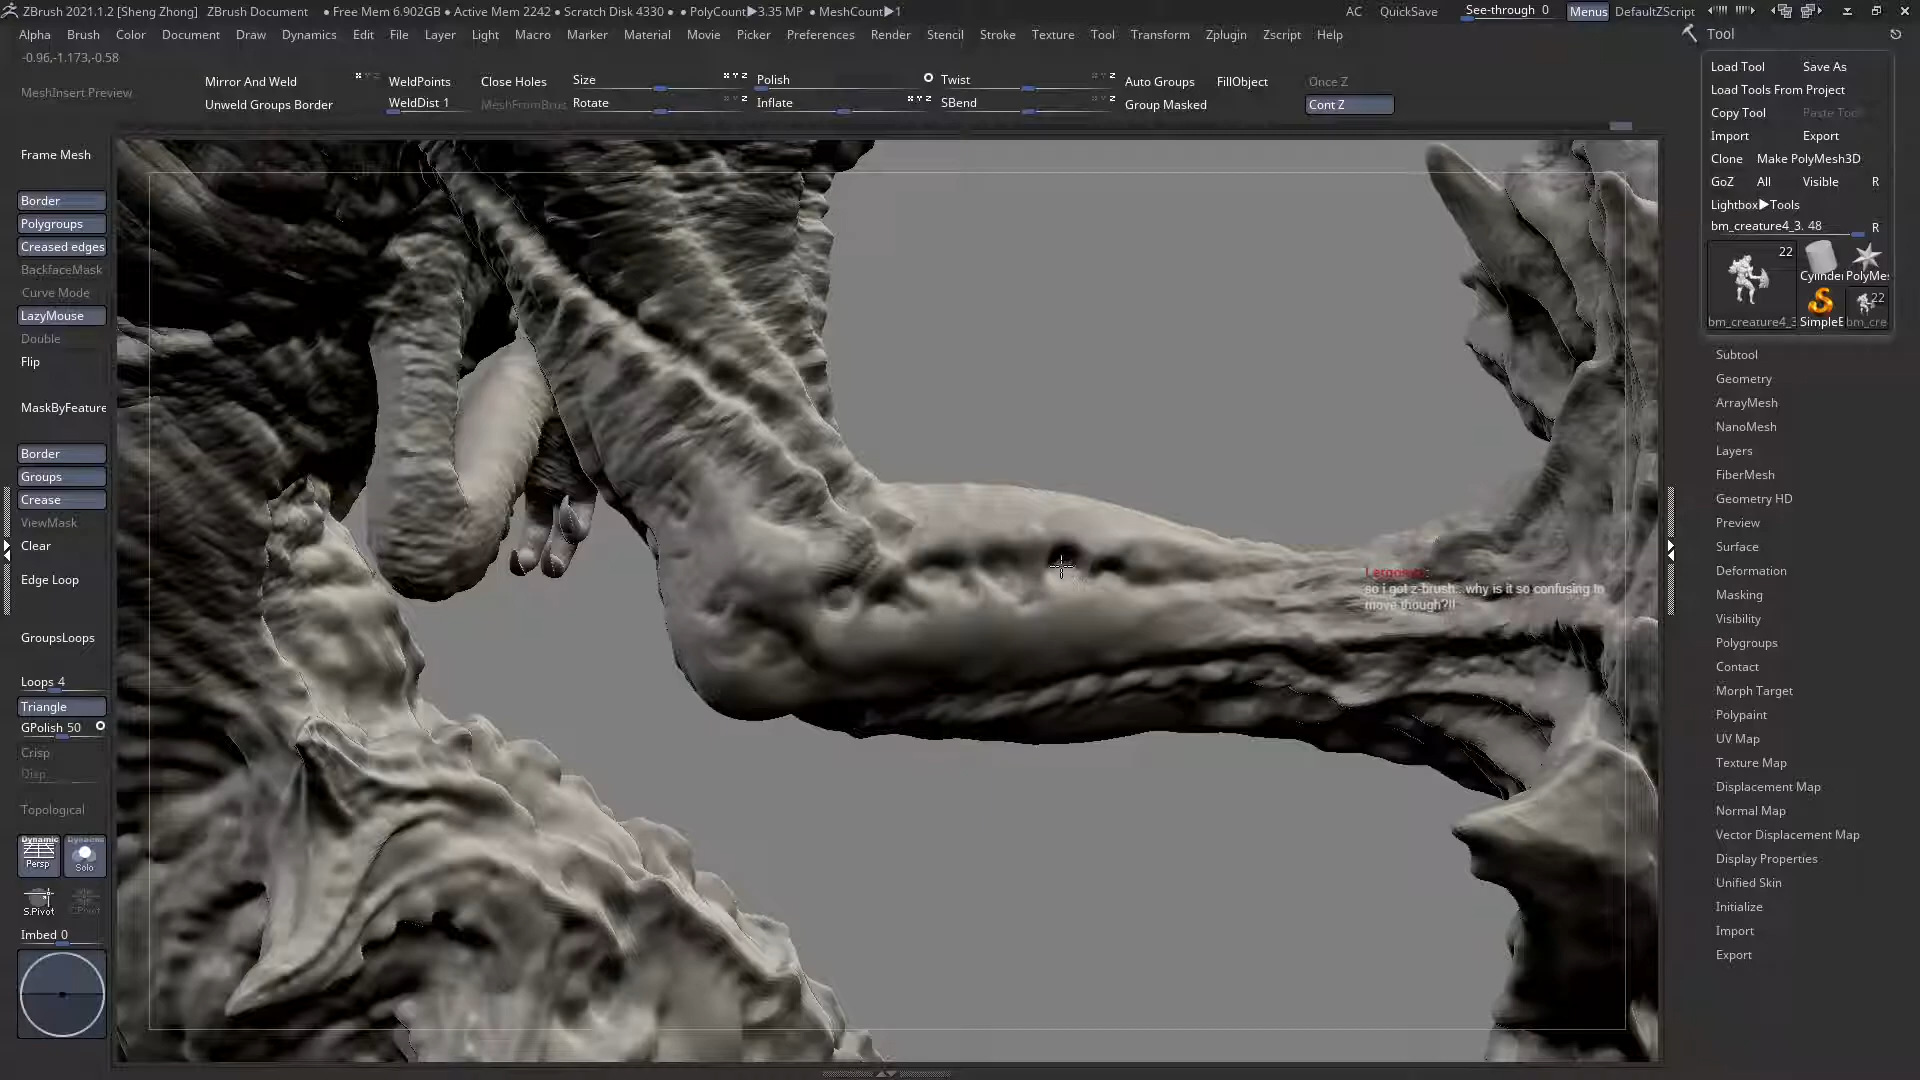 ZBrush 2021.1.2 [Sheng Zhong] ZBrush Document • Free Mem 6.902GB • Active Mem 2242 • Scratch Disk 4330 • • PolyCount▶3.35 MP • MeshCount▶1 AC QuickSave See-through 0 Menus DefaultZScript
Alpha Brush Color Document Draw Dynamics Edit File Layer Light Macro Marker Material Movie Picker Preferences Render Stencil Stroke Texture Tool Transform Zplugin Zscript Help
-0.96,-1.173,-0.58
MeshInsert Preview
Mirror And Weld WeldPoints Close Holes Size Polish Twist Auto Groups FillObject Once Z
Unweld Groups Border WeldDist 1 MeshFromBrus Rotate Inflate SBend Group Masked Cont Z
Frame Mesh
Border
Polygroups
Creased edges
BackfaceMask
Curve Mode
LazyMouse
Double
Flip
MaskByFeature
Border
Groups
Crease
ViewMask
Clear
Edge Loop
GroupsLoops
Loops 4
Triangle
GPolish 50
Crisp
Disp
Topological
Dynamic
Persp
Solo
S.Pivot
Imbed 0
so i got z-brush.. why is it so confusing to
move though?!!
Tool
Load Tool Save As
Load Tools From Project
Copy Tool Paste Too
Import Export
Clone Make PolyMesh3D
GoZ All Visible R
Lightbox▶Tools
bm_creature4_3. 48 R
22
Cylinder PolyMes
22
bm_creature4_3 SimpleE bm_cre
Subtool
Geometry
ArrayMesh
NanoMesh
Layers
FiberMesh
Geometry HD
Preview
Surface
Deformation
Masking
Visibility
Polygroups
Contact
Morph Target
Polypaint
UV Map
Texture Map
Displacement Map
Normal Map
Vector Displacement Map
Display Properties
Unified Skin
Initialize
Import
Export